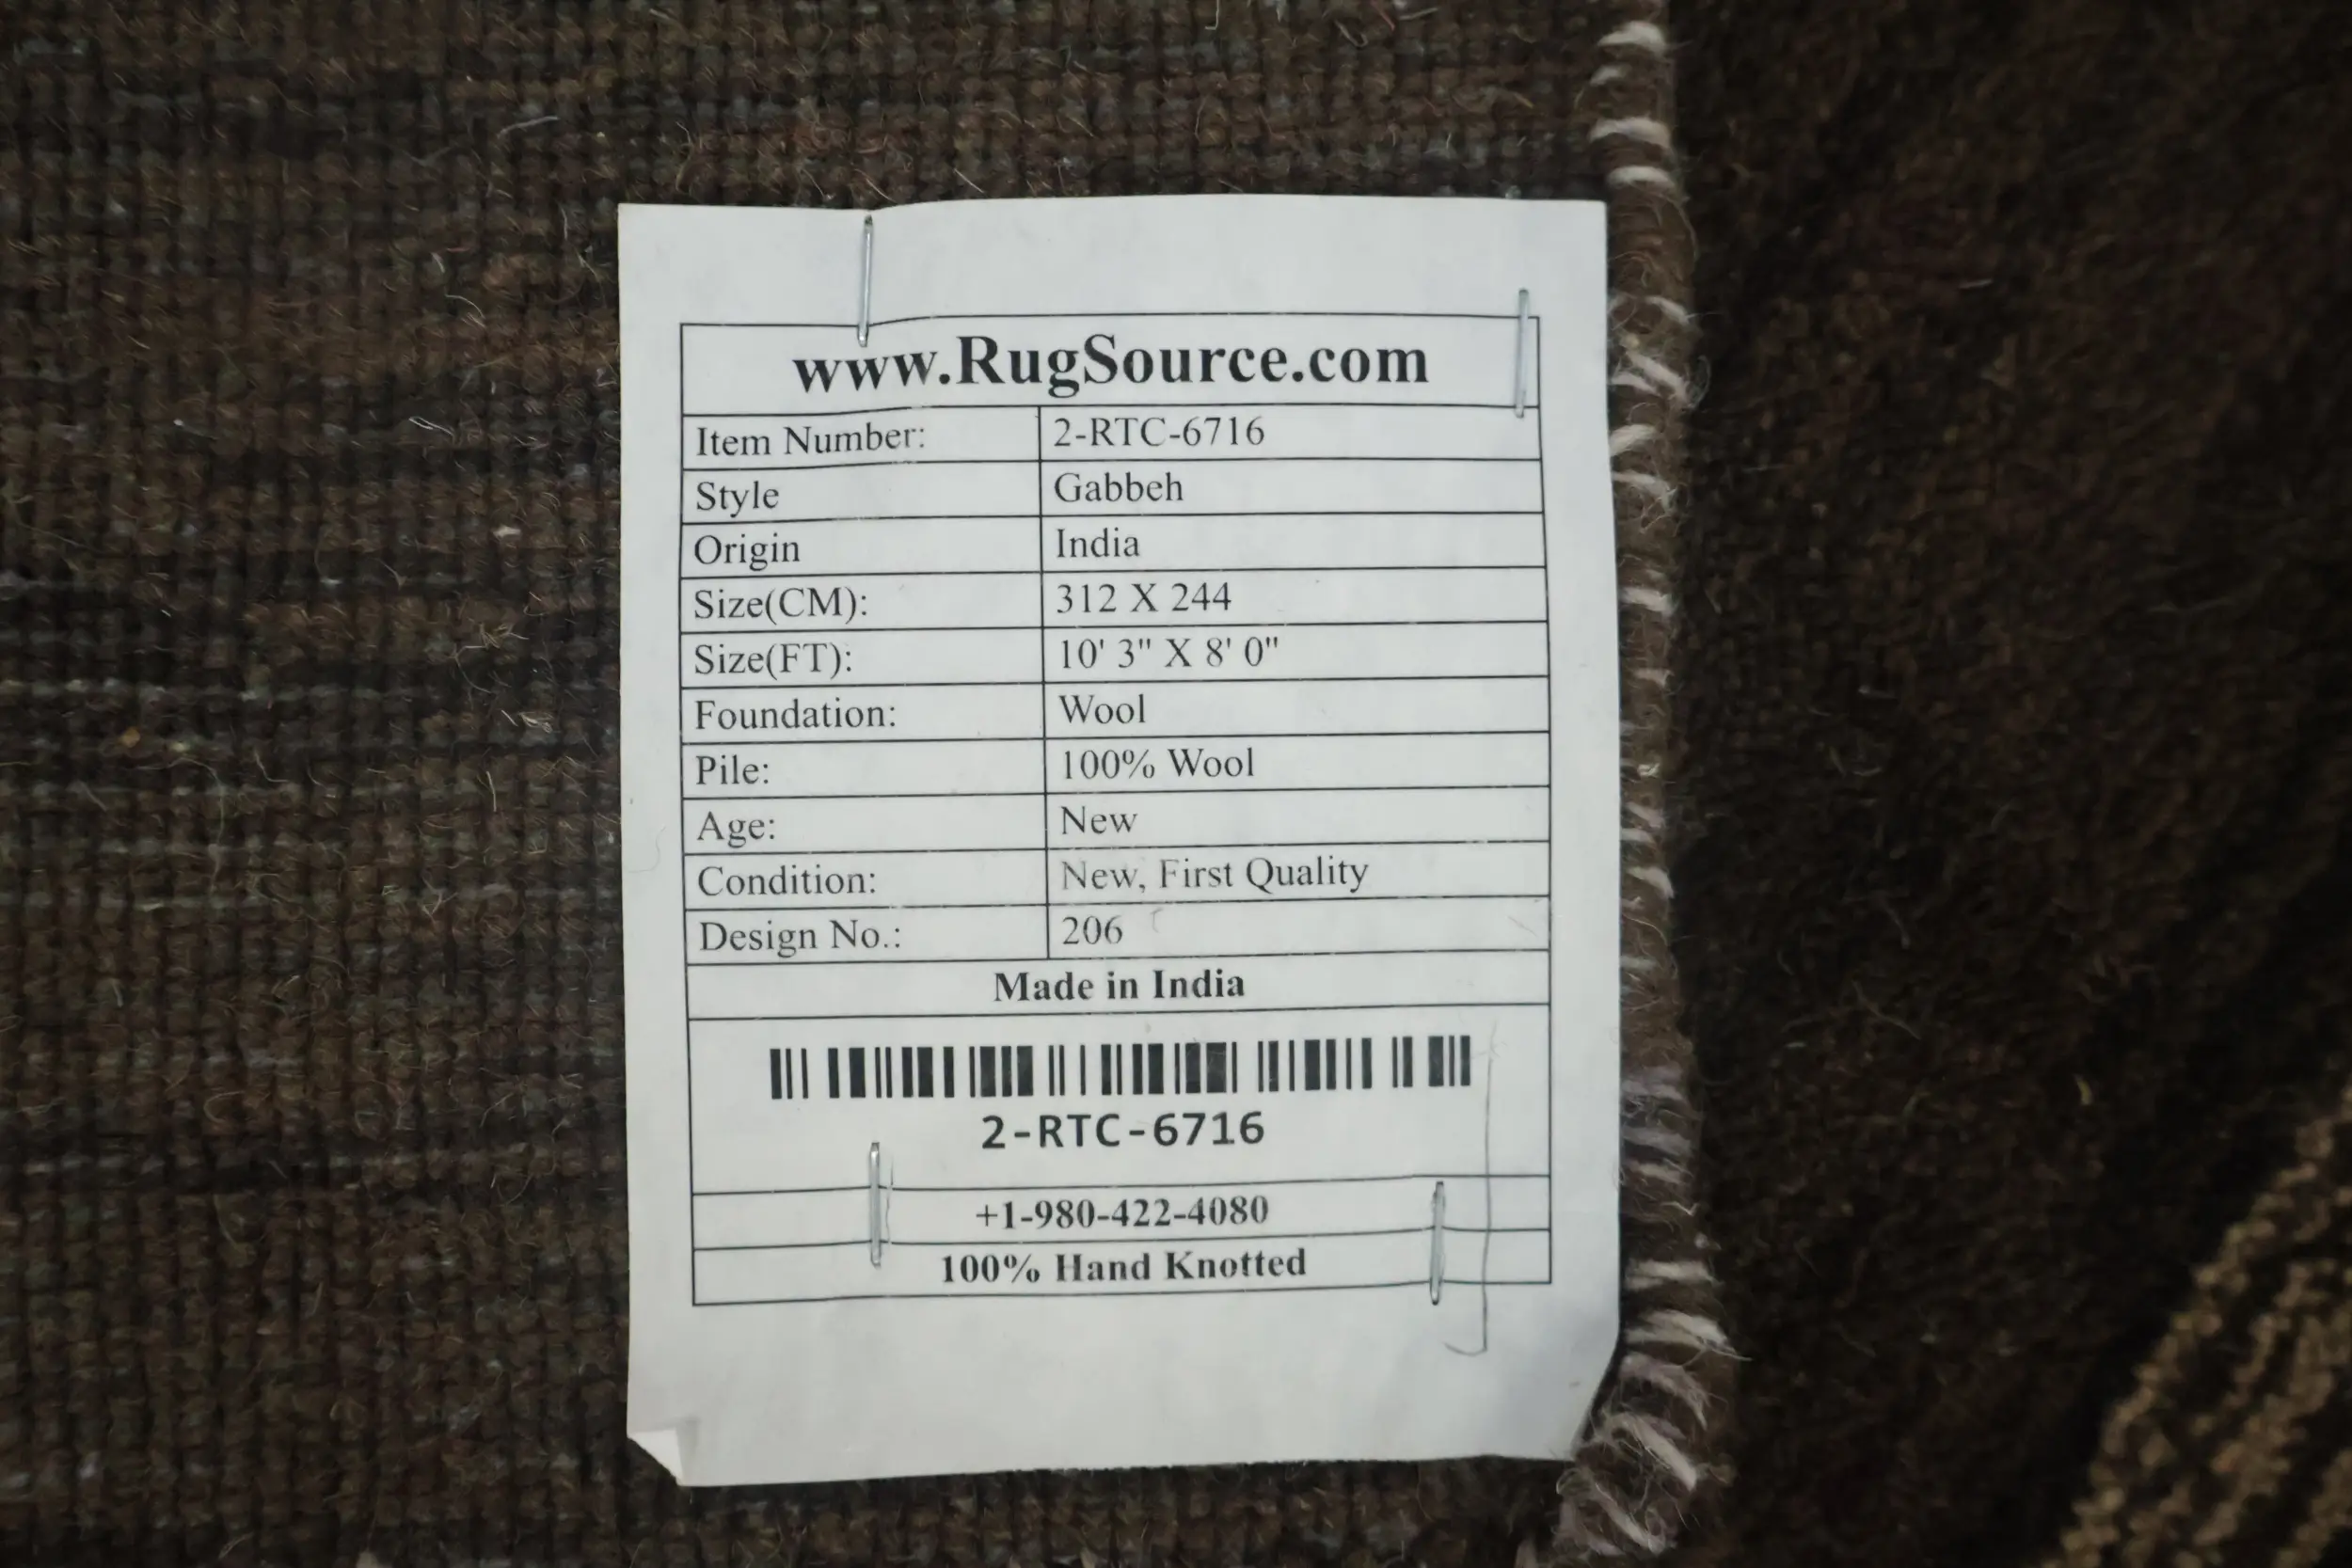 www.RugSource.com
Item Number: 2-RTC-6716
Style Gabbeh
Origin India
Size(CM): 312 X 244
Size(FT): 10' 3" X 8' 0"
Foundation: Wool
Pile: 100% Wool
Age: New
Condition: New, First Quality
Design No.: 206
Made in India
2-RTC-6716
+1-980-422-4080
100% Hand Knotted